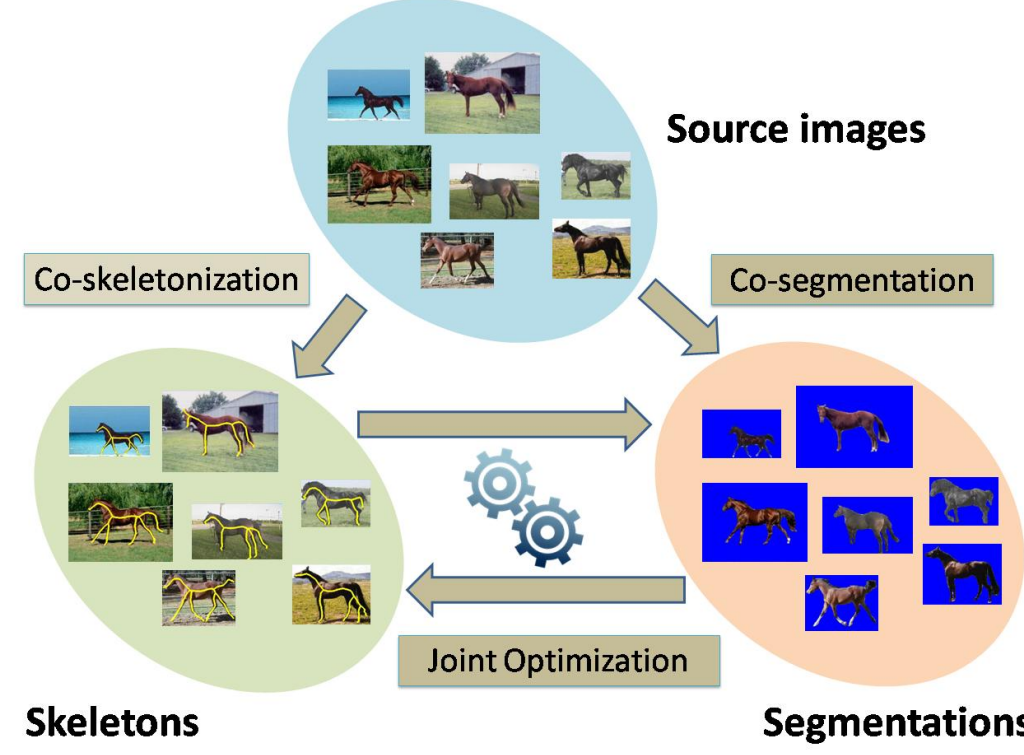 Source images
Co-skeletonization
Co-segmentation
Joint Optimization
Skeletons
Segmentations